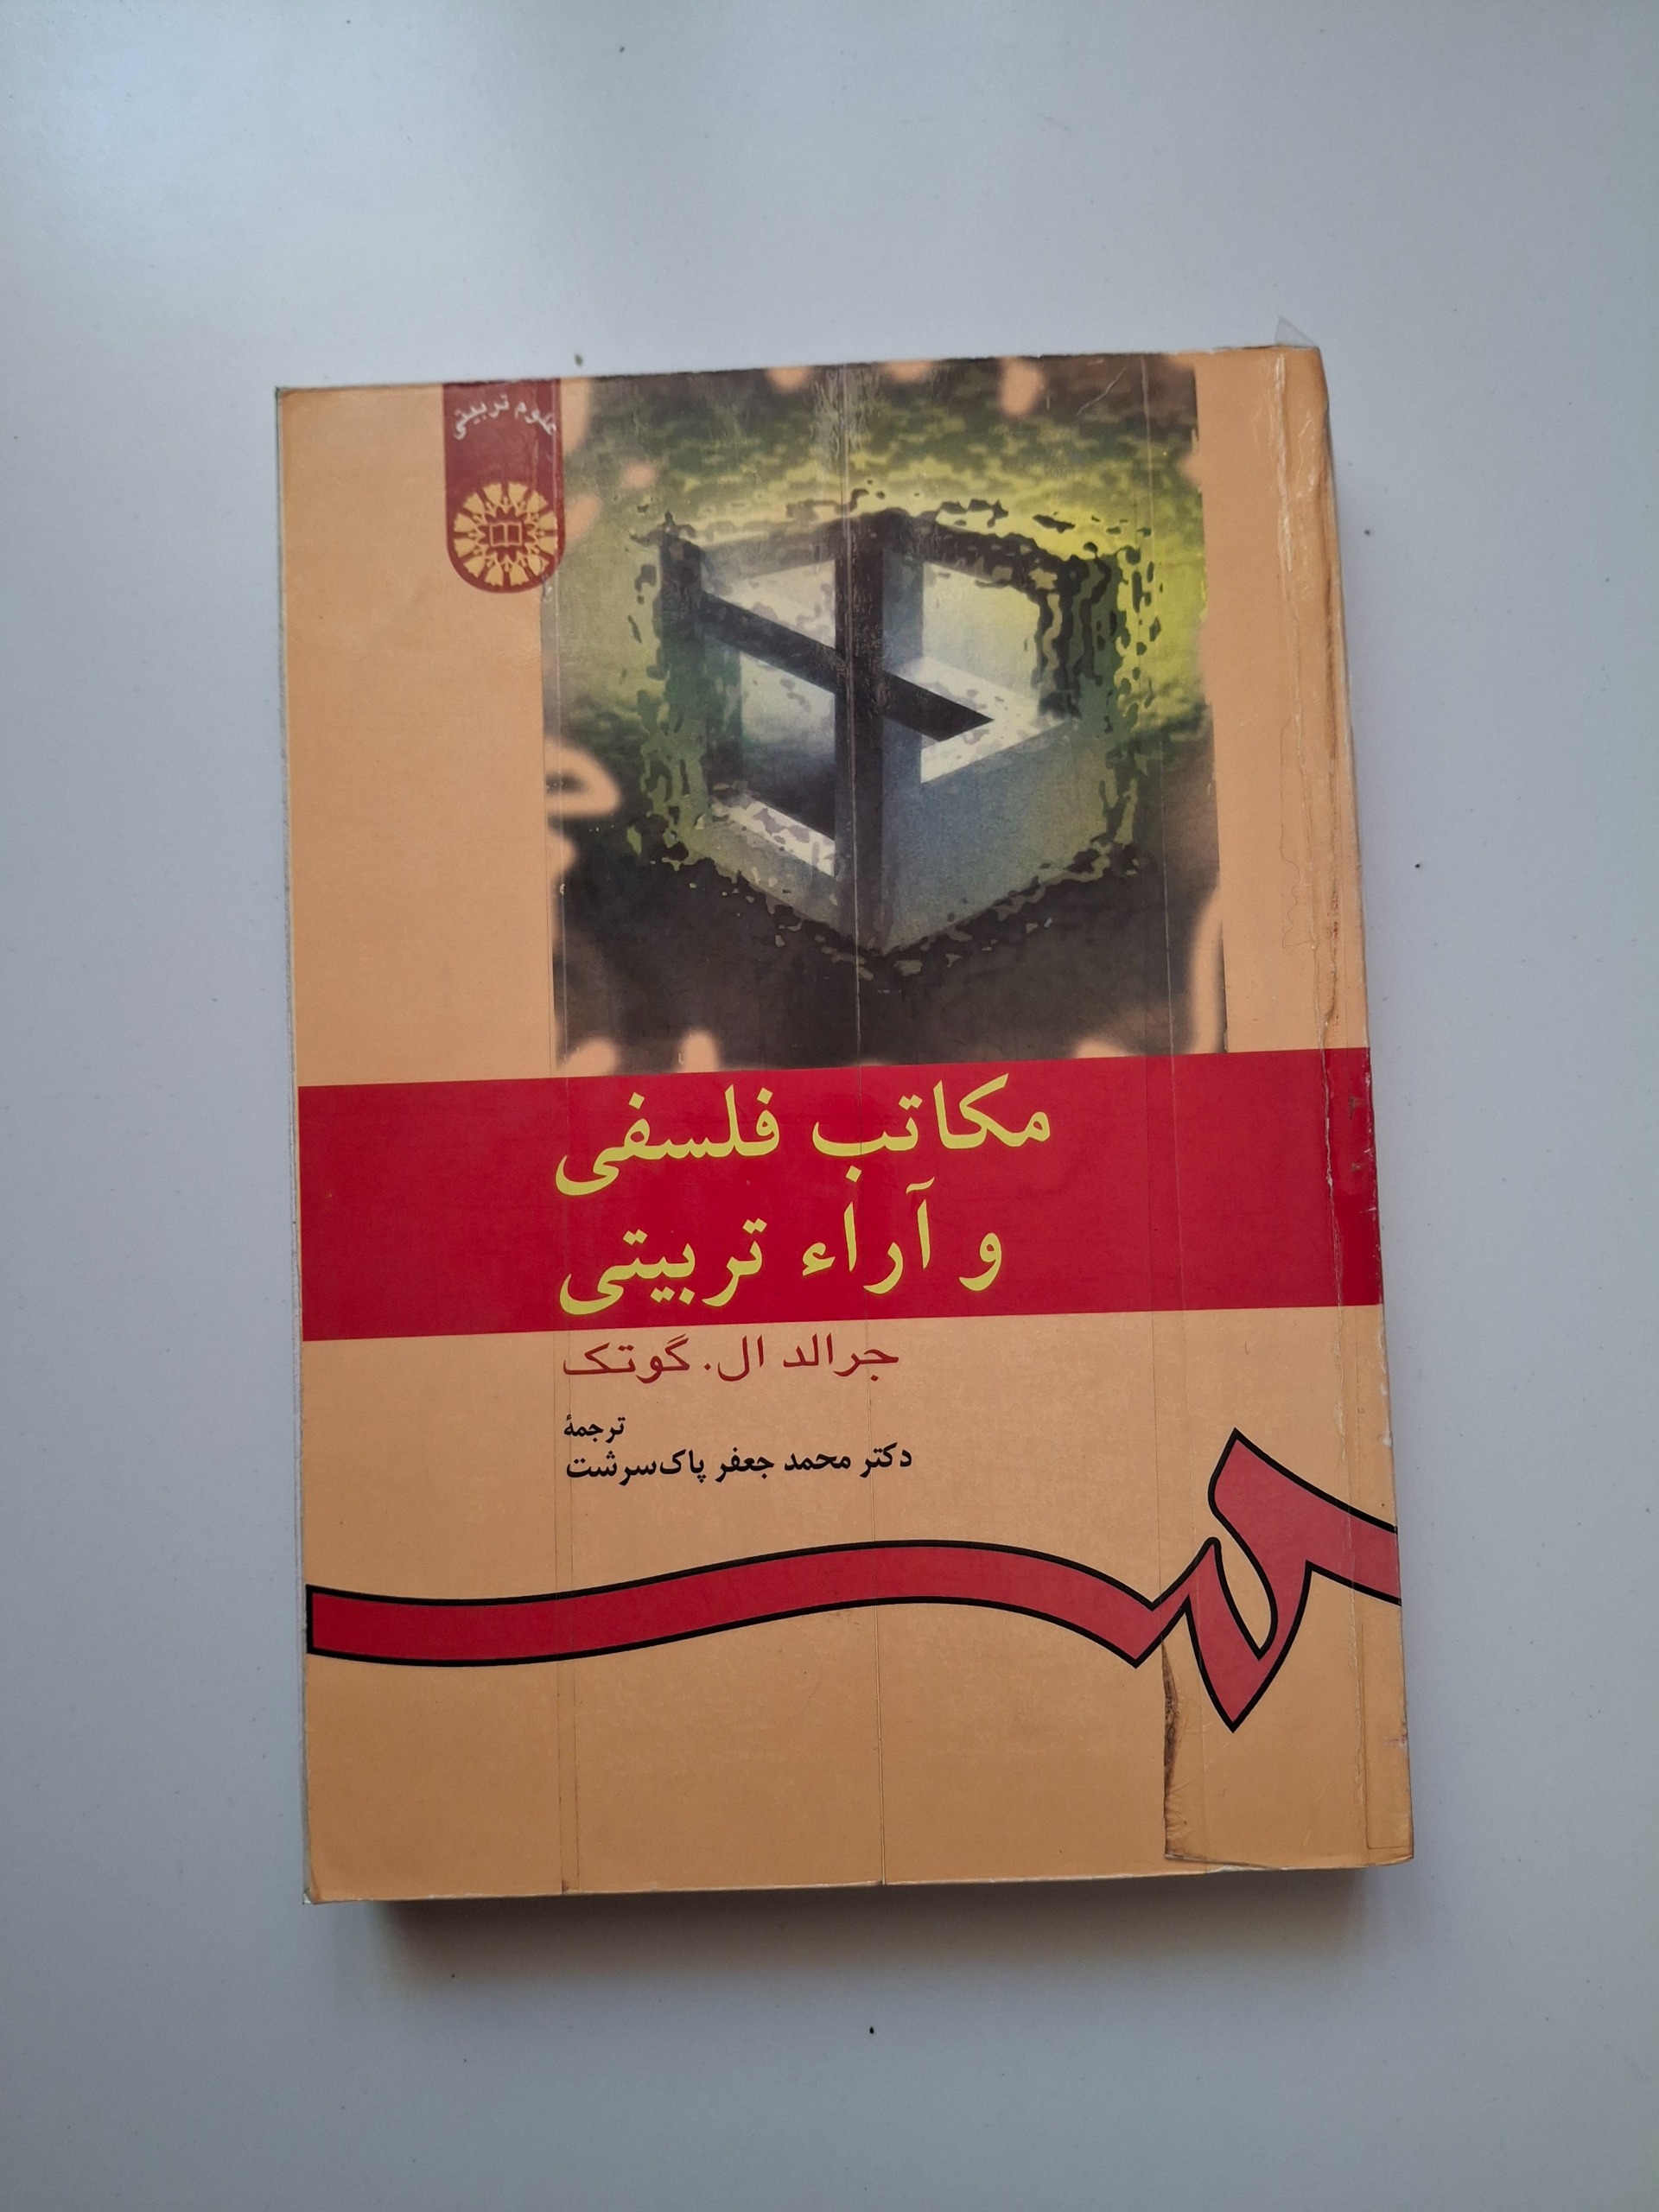 علوم تربیتی
مکاتب فلسفی
و آراء تربیتی
جرالد ال. گوتک
ترجمهٔ
دکتر محمد جعفر پاک‌سرشت